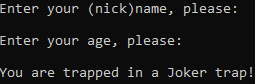 Enter your (nick)name, please:
Enter your age, please:
You are trapped in a Joker trap!